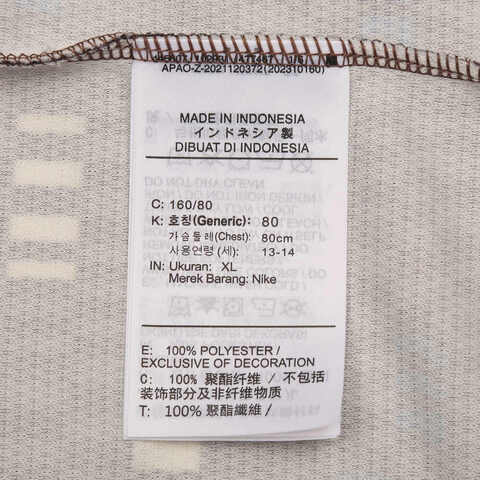 APAO-Z-2021120372(202310160)
MADE IN INDONESIA
インドネシア製
DIBUAT DI INDONESIA
C: 160/80
K: 호칭(Generic): 80
가슴둘레(Chest): 80cm
사용연령 (세): 13-14
IN: Ukuran: XL
Merek Barang: Nike
E: 100% POLYESTER /
EXCLUSIVE OF DECORATION
C: 100% 聚酯纤维 / 不包括
装饰部分及非纤维物质
T: 100% 聚酯纖維 /